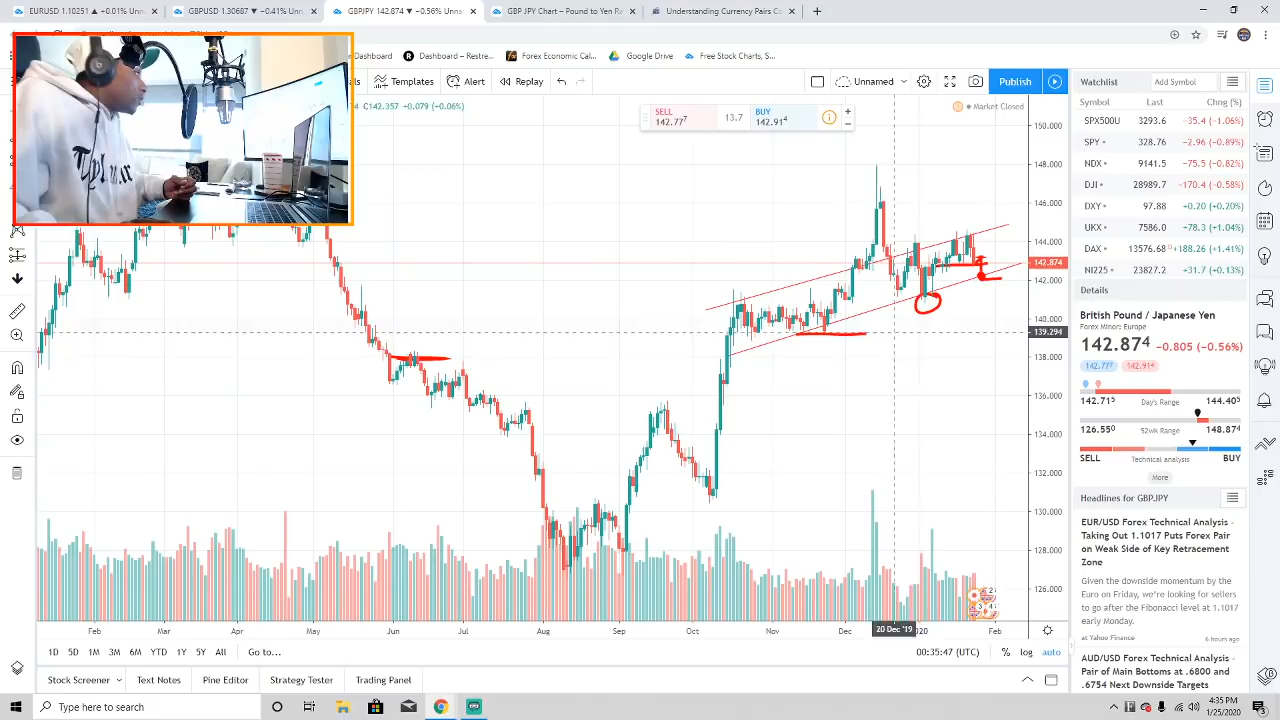 EURUSD 1.10251 ▲ −0.01% Unna
GBPUSD 1.30687 ▼ −0.41% Unna
GBPJPY 142.874 ▼ −0.56% Unna
GBP JPY Chart – Pound to Yen Ra
Understanding Currency Pairs Co
Dashboard
Dashboard – Restre...
Forex Economic Cal...
Google Drive
Free Stock Charts, S...
Templates
Alert
Replay
Unnamed
Publish
C142.357 +0.079 (+0.06%)
SELL
142.77⁷
13.7
BUY
142.91⁴
Market Closed
150.000
148.000
146.000
144.000
142.874
142.000
140.000
139.294
138.000
136.000
134.000
132.000
130.000
128.000
126.000
Feb
Mar
Apr
May
Jun
Jul
Aug
Sep
Oct
Nov
Dec
20 Dec '19
Feb
1D
5D
1M
3M
6M
YTD
1Y
5Y
All
Go to...
00:35:47 (UTC)
%
log
auto
Stock Screener
Text Notes
Pine Editor
Strategy Tester
Trading Panel
Watchlist
Add Symbol
Symbol Last Chng (%)
SPX500U 3293.6 −35.4 (−1.06%)
SPY 328.76 −2.96 (−0.89%)
NDX 9141.5 −75.5 (−0.82%)
DJI 28989.7 −170.4 (−0.58%)
DXY 97.88 +0.20 (+0.20%)
UKX 7586.0 +78.3 (+1.04%)
DAX 13576.68 +188.26 (+1.41%)
NI225 23827.2 +31.7 (+0.13%)
Details
British Pound / Japanese Yen
Forex Minor: Europe
142.87⁴ −0.805 (−0.56%)
142.77⁷
142.91⁴
142.71⁵ Day's Range 144.40⁵
126.55⁰ 52wk Range 148.87⁴
SELL Technical analysis BUY
More
Headlines for GBPJPY
EUR/USD Forex Technical Analysis -
Taking Out 1.1017 Puts Forex Pair
on Weak Side of Key Retracement
Zone
Given the downside momentum by the
Euro on Friday, we're looking for sellers
to go after the Fibonacci level at 1.1017
early Monday.
at Yahoo Finance 6 hours ago
AUD/USD Forex Technical Analysis -
Pair of Main Bottoms at .6800 and
.6754 Next Downside Targets
Type here to search
4:35 PM
1/25/2020